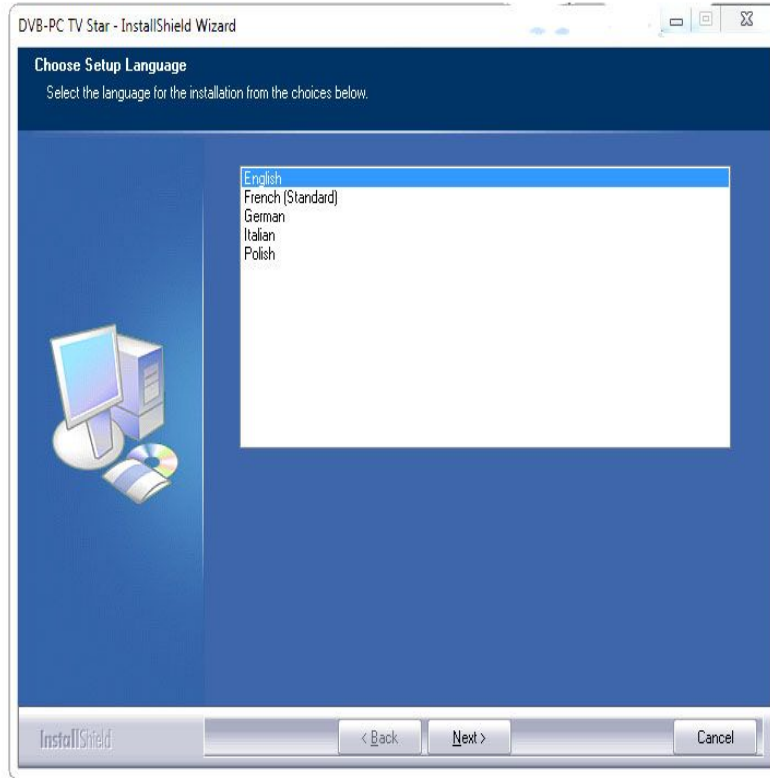 DVB-PC TV Star - InstallShield Wizard
Choose Setup Language
Select the language for the installation from the choices below.
English
French (Standard)
German
Italian
Polish
InstallShield
< Back
Next >
Cancel